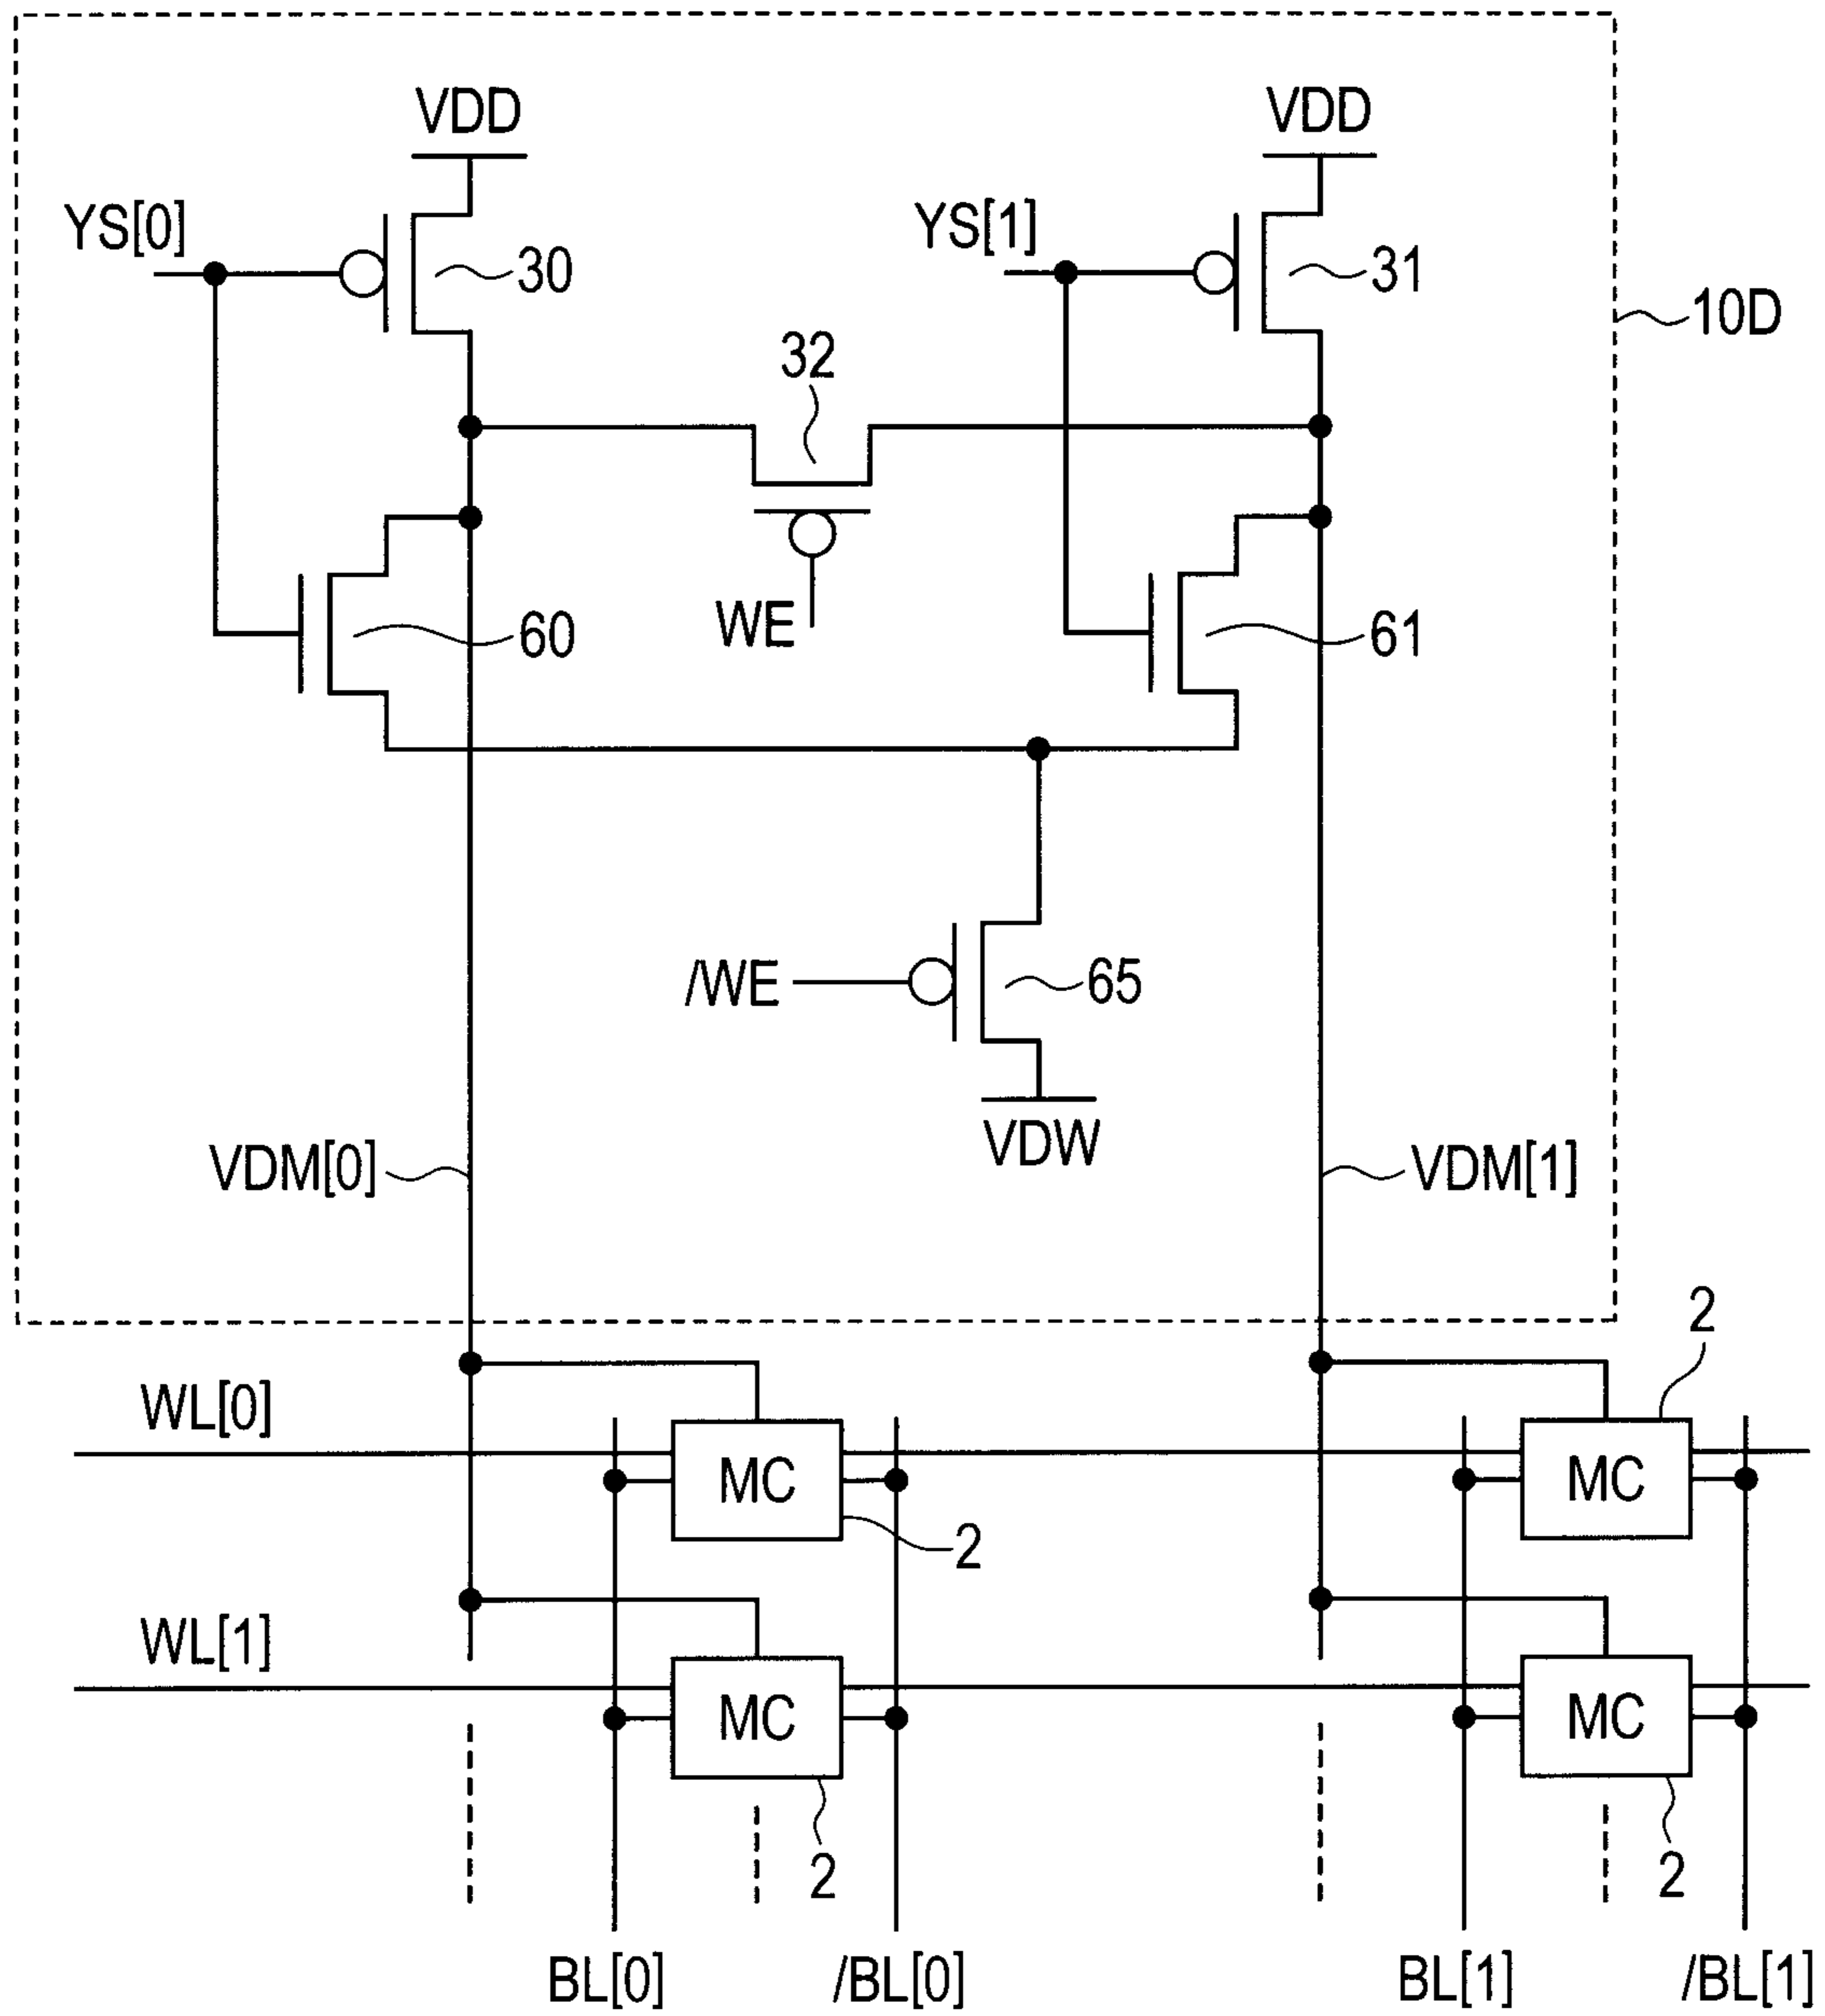 VDD
VDD
YS[0]
YS[1]
30
31
10D
32
WE
60
61
/WE
65
VDW
VDM[0]
VDM[1]
2
WL[0]
MC
MC
2
WL[1]
MC
MC
2
2
BL[0]
/BL[0]
BL[1]
/BL[1]